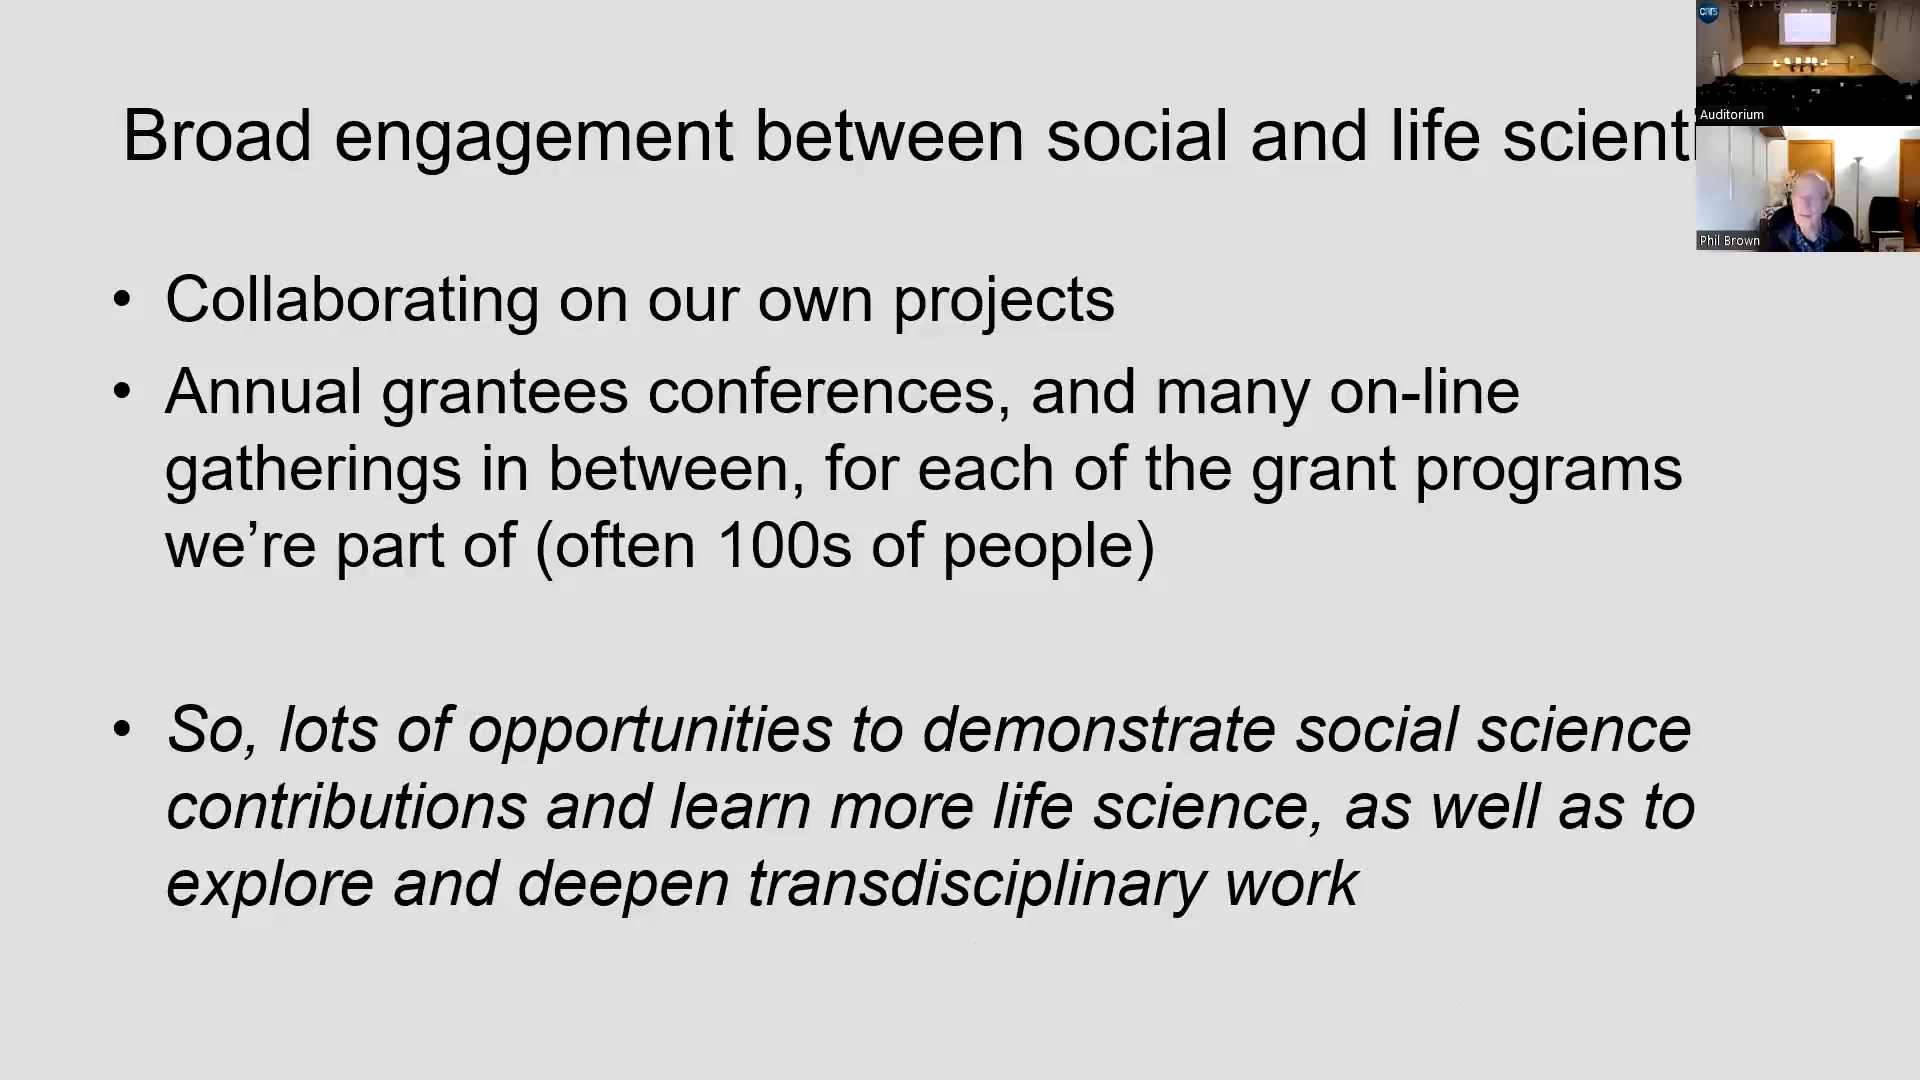 Broad engagement between social and life
cnrs
Auditorium
Phil Brown
• Collaborating on our own projects
• Annual grantees conferences, and many on-line
gatherings in between, for each of the grant programs
we’re part of (often 100s of people)
• So, lots of opportunities to demonstrate social science
contributions and learn more life science, as well as to
explore and deepen transdisciplinary work